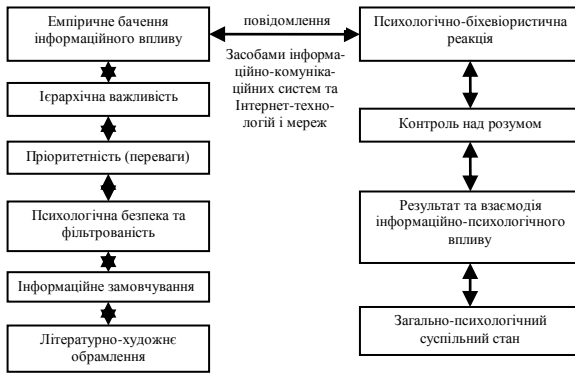 Емпіричне бачення
інформаційного впливу
Ієрархічна важливість
Пріоритетність (переваги)
Психологічна безпека та
фільтрованість
Інформаційне замовчування
Літературно-художнє
обрамлення
повідомлення
Засобами інформа-
ційно-комуніка-
ційних систем та
Інтернет-техно-
логій і мереж
Психологічно-біхевіористична
реакція
Контроль над розумом
Результат та взаємодія
інформаційно-психологічного
впливу
Загально-психологічний
суспільний стан